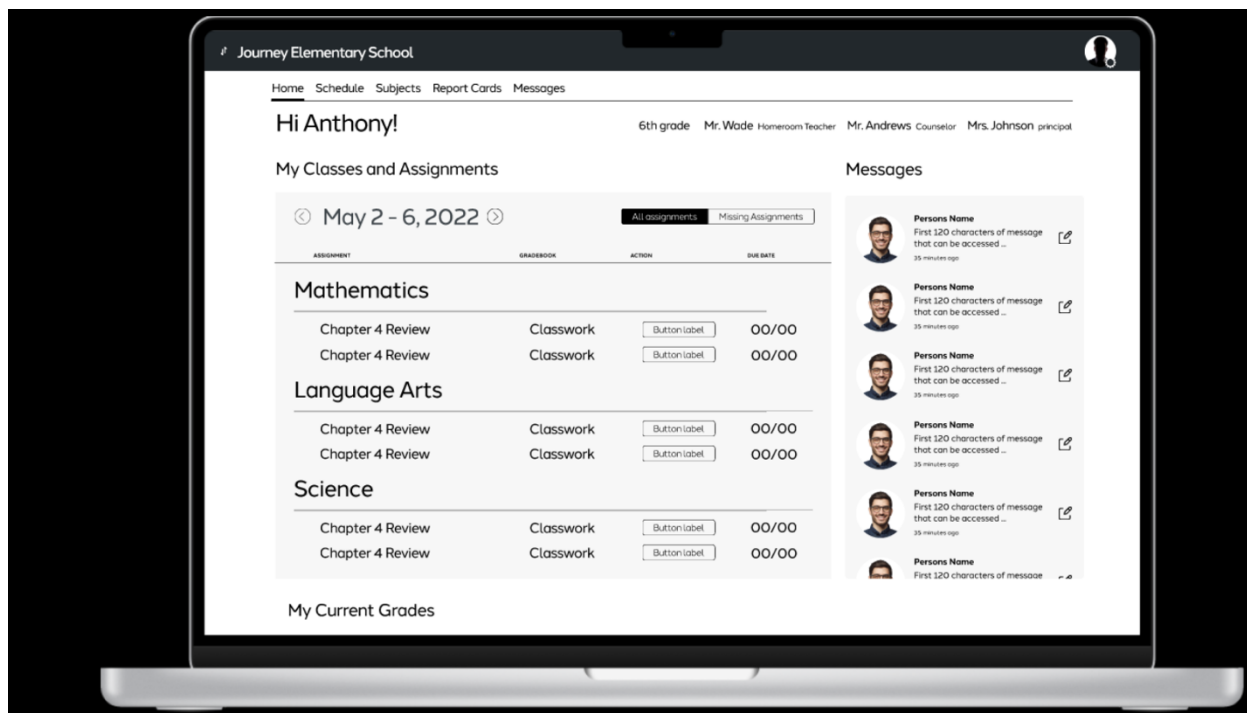 Journey Elementary School
Home Schedule Subjects Report Cards Messages
Hi Anthony!
6th grade Mr. Wade Homeroom Teacher Mr. Andrews Counselor Mrs. Johnson principal
My Classes and Assignments
May 2 - 6, 2022
All assignments Missing Assignments
ASSIGNMENT GRADEBOOK ACTION DUE DATE
Mathematics
Chapter 4 Review Classwork Button label 00/00
Chapter 4 Review Classwork Button label 00/00
Language Arts
Chapter 4 Review Classwork Button label 00/00
Chapter 4 Review Classwork Button label 00/00
Science
Chapter 4 Review Classwork Button label 00/00
Chapter 4 Review Classwork Button label 00/00
Messages
Persons Name
First 120 characters of message
that can be accessed ...
35 minutes ago
Persons Name
First 120 characters of message
that can be accessed ...
35 minutes ago
Persons Name
First 120 characters of message
that can be accessed ...
35 minutes ago
Persons Name
First 120 characters of message
that can be accessed ...
35 minutes ago
Persons Name
First 120 characters of message
that can be accessed ...
35 minutes ago
Persons Name
First 120 characters of message
My Current Grades